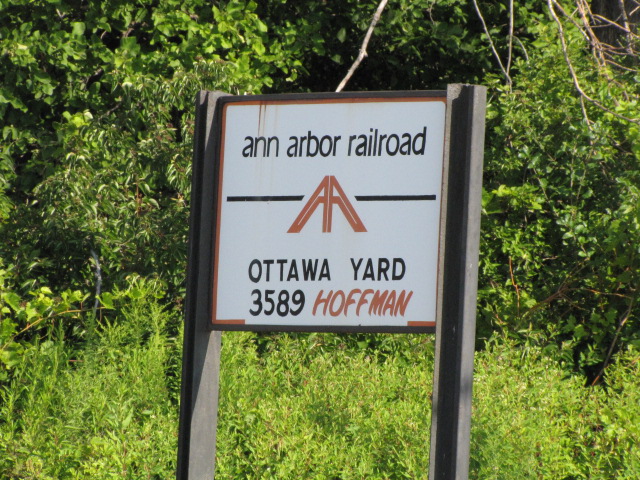 ann arbor railroad
AA
OTTAWA YARD
3589 HOFFMAN